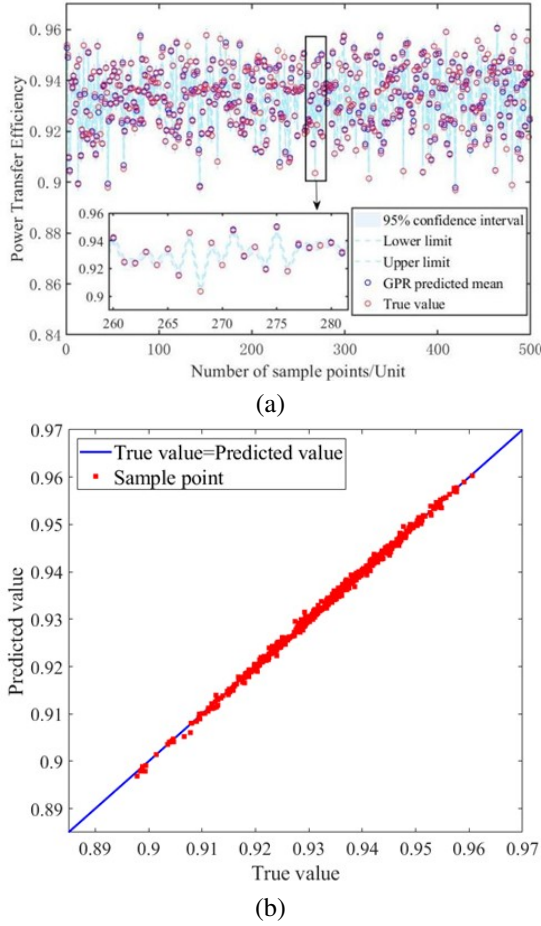 0.96
0.94
0.92
0.9
0.88
0.86
0.84
Power Transfer Efficiency
0.96
0.94
0.92
0.9
260 265 270 275 280
95% confidence interval
Lower limit
Upper limit
GPR predicted mean
True value
0 100 200 300 400 500
Number of sample points/Unit
(a)
0.97
0.96
0.95
0.94
0.93
0.92
0.91
0.9
0.89
Predicted value
True value=Predicted value
Sample point
0.89 0.9 0.91 0.92 0.93 0.94 0.95 0.96 0.97
True value
(b)